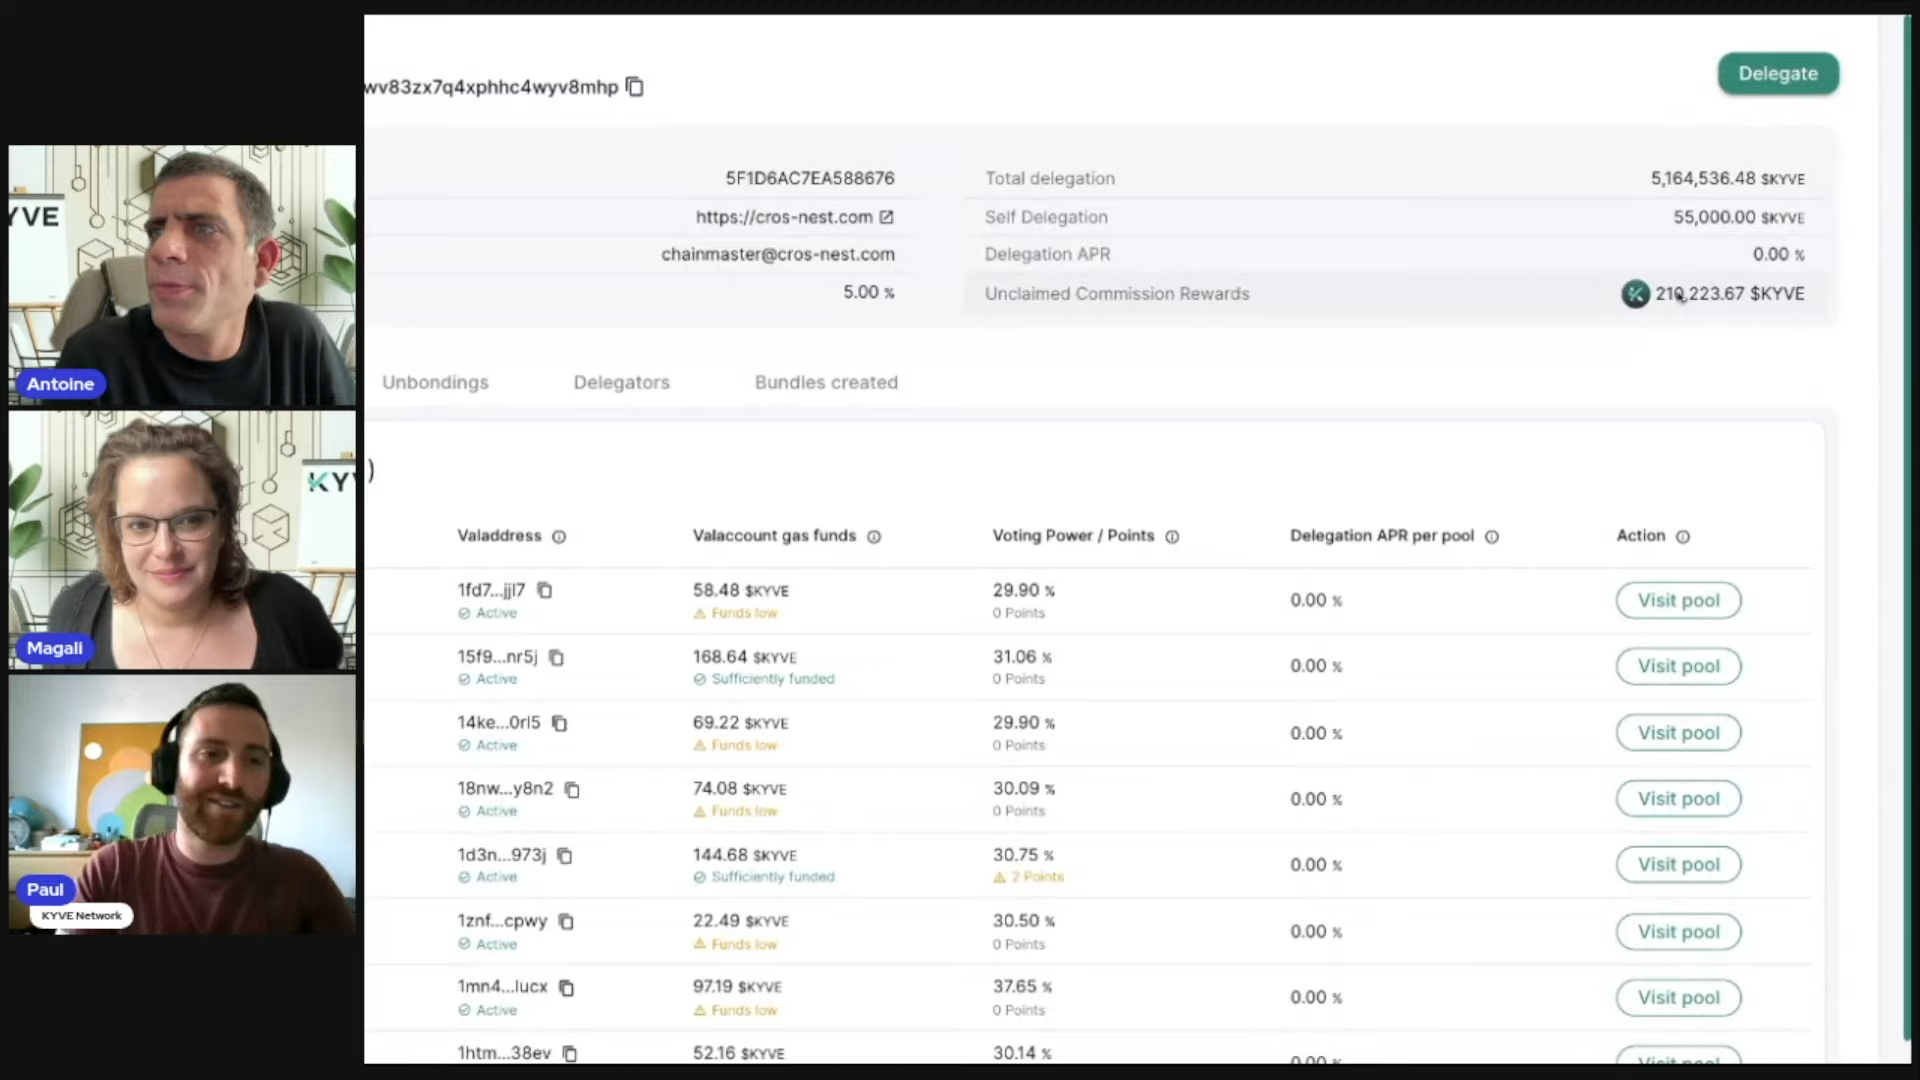 YVE
Antoine
KYV
Magali
Paul
KYVE Network
wv83zx7q4xphhc4wyv8mhp
Delegate
5F1D6AC7EA588676
https://cros-nest.com
chainmaster@cros-nest.com
5.00 %
Total delegation 5,164,536.48 $KYVE
Self Delegation 55,000.00 $KYVE
Delegation APR 0.00 %
Unclaimed Commission Rewards 210,223.67 $KYVE
Unbondings Delegators Bundles created
)
Valaddress Valaccount gas funds Voting Power / Points Delegation APR per pool Action
1fd7...jjl7 58.48 $KYVE 29.90 % 0.00 % Visit pool
Active Funds low 0 Points
15f9...nr5j 168.64 $KYVE 31.06 % 0.00 % Visit pool
Active Sufficiently funded 0 Points
14ke...0rl5 69.22 $KYVE 29.90 % 0.00 % Visit pool
Active Funds low 0 Points
18nw...y8n2 74.08 $KYVE 30.09 % 0.00 % Visit pool
Active Funds low 0 Points
1d3n...973j 144.68 $KYVE 30.75 % 0.00 % Visit pool
Active Sufficiently funded 2 Points
1znf...cpwy 22.49 $KYVE 30.50 % 0.00 % Visit pool
Active Funds low 0 Points
1mn4...lucx 97.19 $KYVE 37.65 % 0.00 % Visit pool
Active Funds low 0 Points
1htm...38ev 52.16 $KYVE 30.14 % 0.00 % Visit pool